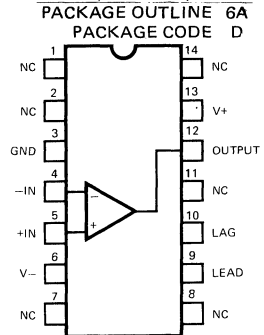 PACKAGE OUTLINE 6A
PACKAGE CODE D
1 14
NC NC
2 13
NC V+
3 12
GND OUTPUT
4 11
−IN − NC
5 10
+IN + LAG
6 9
V− LEAD
7 8
NC NC